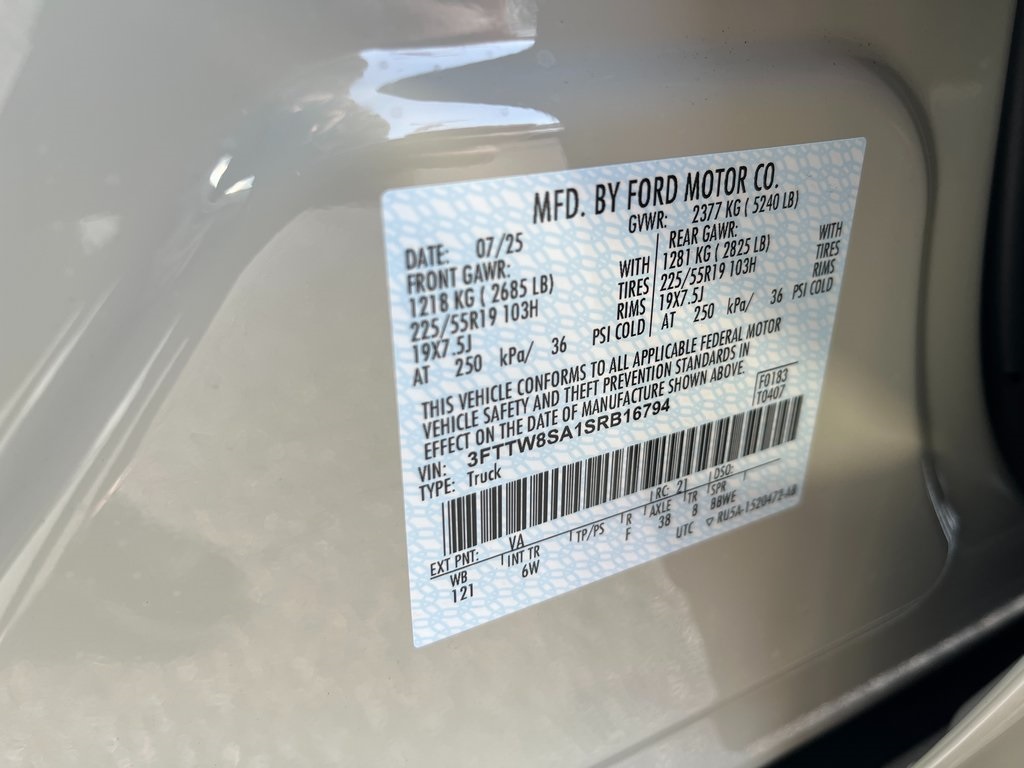 MFD. BY FORD MOTOR CO.
DATE: 07/25 GVWR: 2377 KG ( 5240 LB)
FRONT GAWR: WITH REAR GAWR: WITH
1218 KG ( 2685 LB) TIRES 1281 KG ( 2825 LB) TIRES
225/55R19 103H RIMS 225/55R19 103H RIMS
19X7.5J 19X7.5J
AT 250 kPa/ 36 PSI COLD AT 250 kPa/ 36 PSI COLD
THIS VEHICLE CONFORMS TO ALL APPLICABLE FEDERAL MOTOR
VEHICLE SAFETY AND THEFT PREVENTION STANDARDS IN
EFFECT ON THE DATE OF MANUFACTURE SHOWN ABOVE.
F0183
VIN: 3FTTW8SA1SRB16794 T0407
TYPE: Truck
EXT PNT: VA RC: 21 DSO:
WB INT TR TP/PS R AXLE TR SPR
121 6W F 38 8 BBWE
UTC RU5A-1520472-AB